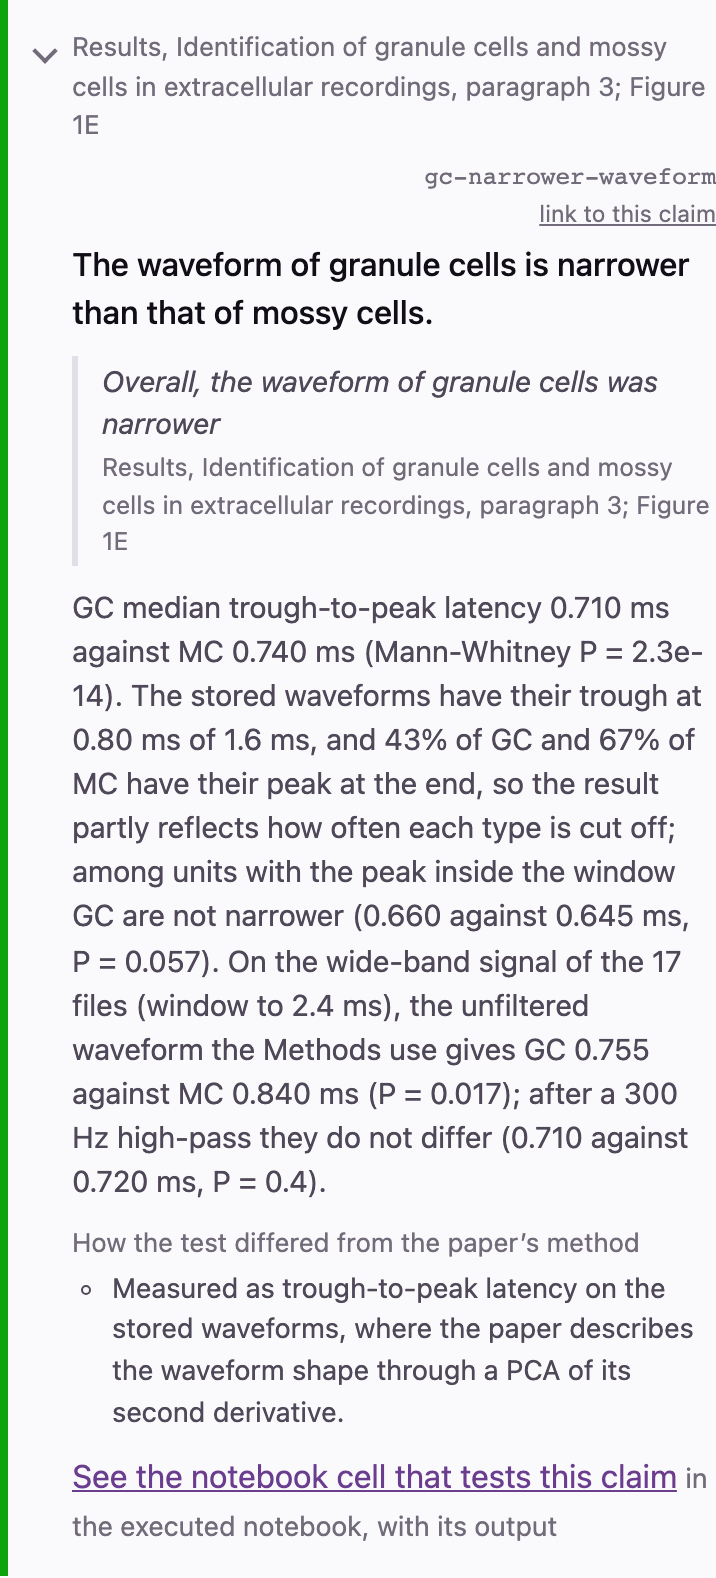 Results, Identification of granule cells and mossy
cells in extracellular recordings, paragraph 3; Figure
1E
gc-narrower-waveform
link to this claim
The waveform of granule cells is narrower
than that of mossy cells.
Overall, the waveform of granule cells was
narrower
Results, Identification of granule cells and mossy
cells in extracellular recordings, paragraph 3; Figure
1E
GC median trough-to-peak latency 0.710 ms
against MC 0.740 ms (Mann-Whitney P = 2.3e-
14). The stored waveforms have their trough at
0.80 ms of 1.6 ms, and 43% of GC and 67% of
MC have their peak at the end, so the result
partly reflects how often each type is cut off;
among units with the peak inside the window
GC are not narrower (0.660 against 0.645 ms,
P = 0.057). On the wide-band signal of the 17
files (window to 2.4 ms), the unfiltered
waveform the Methods use gives GC 0.755
against MC 0.840 ms (P = 0.017); after a 300
Hz high-pass they do not differ (0.710 against
0.720 ms, P = 0.4).
How the test differed from the paper's method
Measured as trough-to-peak latency on the
stored waveforms, where the paper describes
the waveform shape through a PCA of its
second derivative.
See the notebook cell that tests this claim in
the executed notebook, with its output